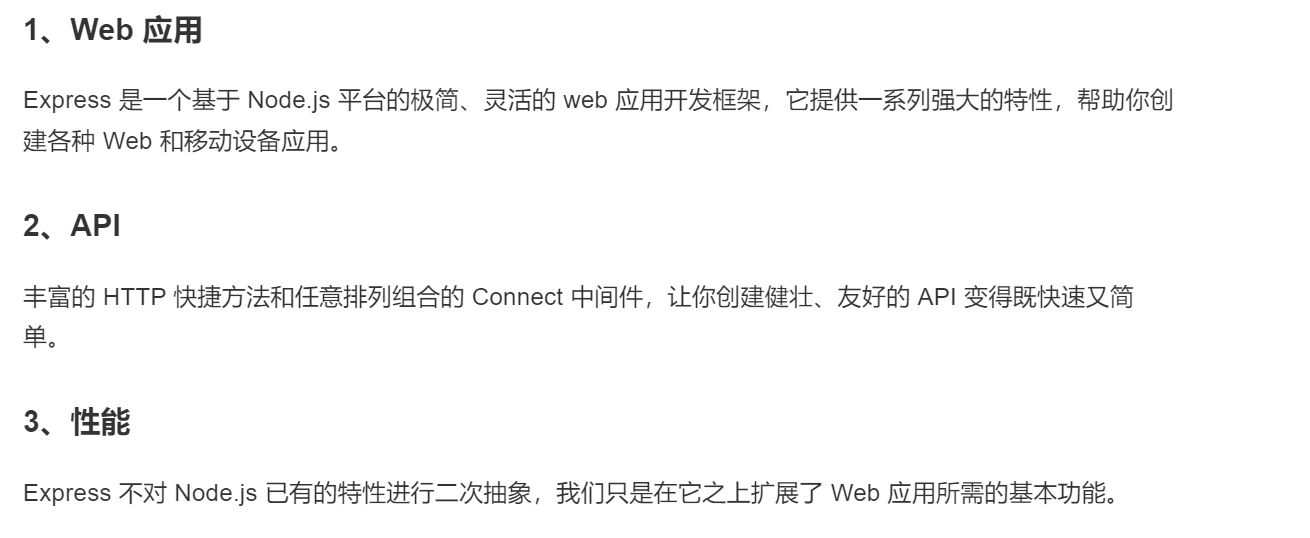 1、Web 应用
Express 是一个基于 Node.js 平台的极简、灵活的 web 应用开发框架，它提供一系列强大的特性，帮助你创
建各种 Web 和移动设备应用。
2、API
丰富的 HTTP 快捷方法和任意排列组合的 Connect 中间件，让你创建健壮、友好的 API 变得既快速又简
单。
3、性能
Express 不对 Node.js 已有的特性进行二次抽象，我们只是在它之上扩展了 Web 应用所需的基本功能。